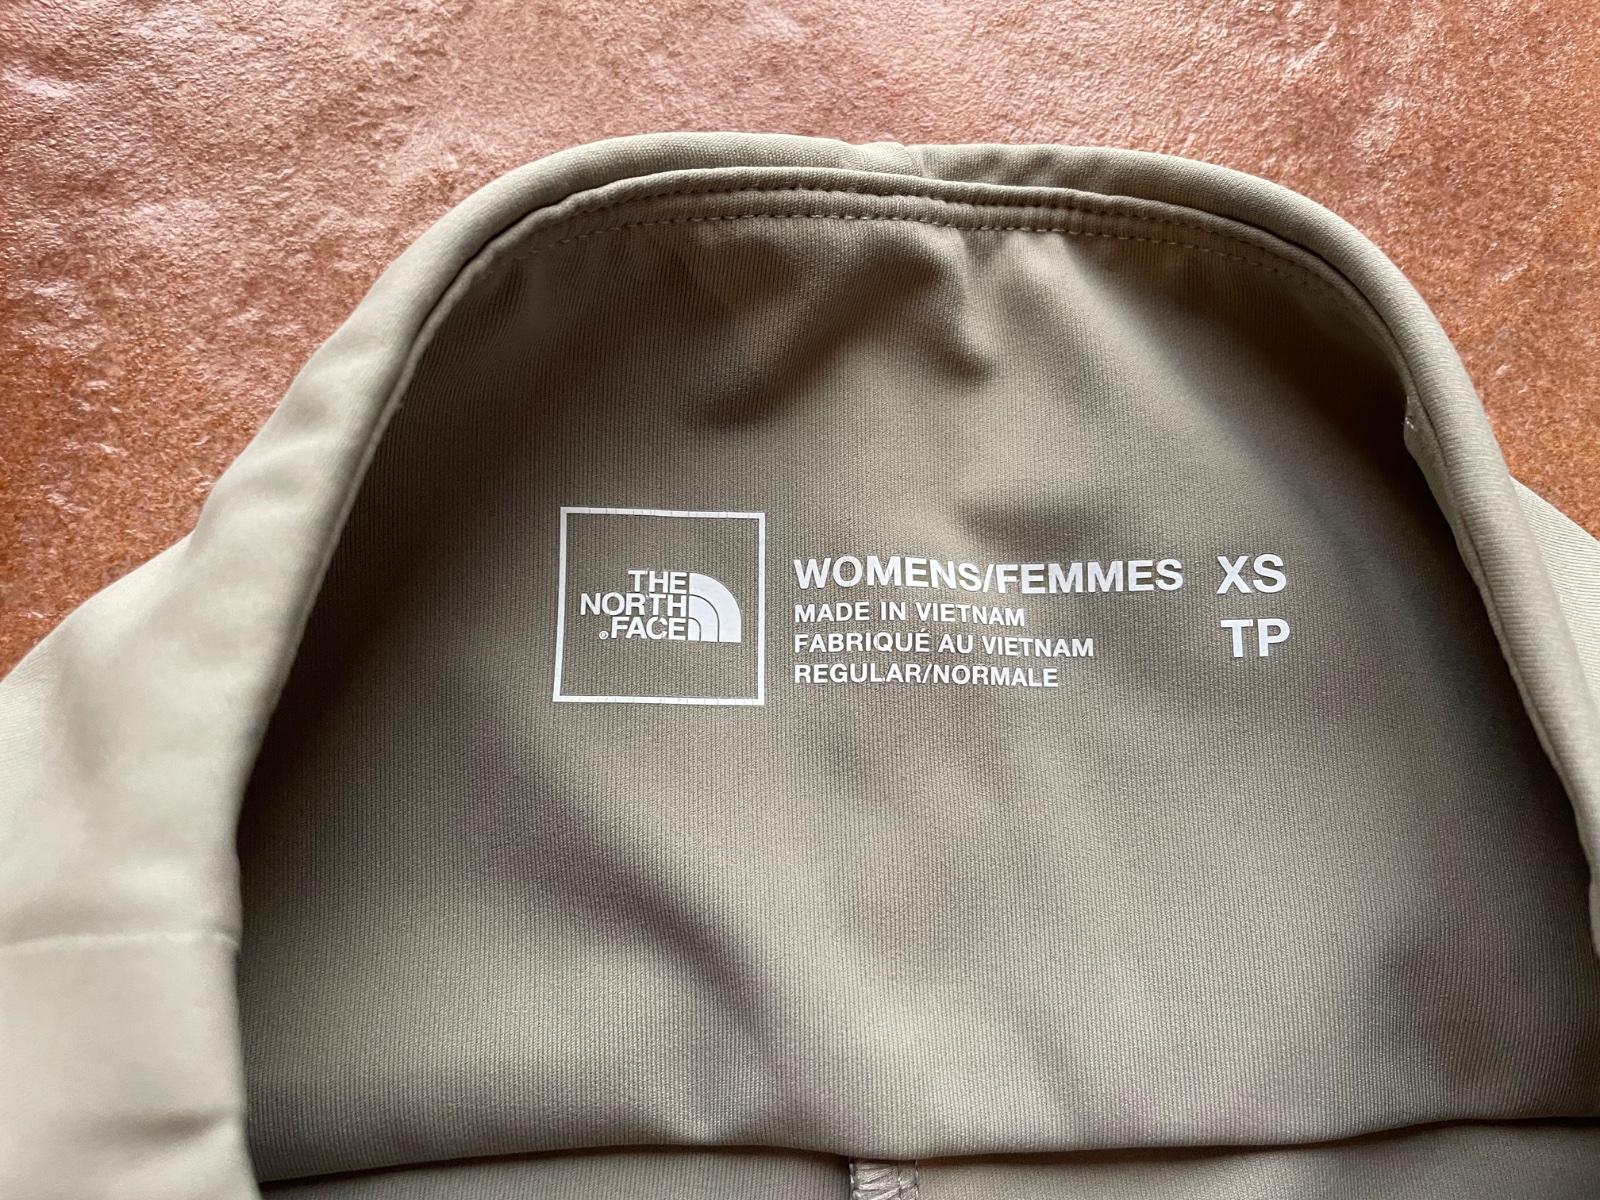 THE
NORTH
®FACE
WOMENS/FEMMES XS
MADE IN VIETNAM
FABRIQUÉ AU VIETNAM TP
REGULAR/NORMALE